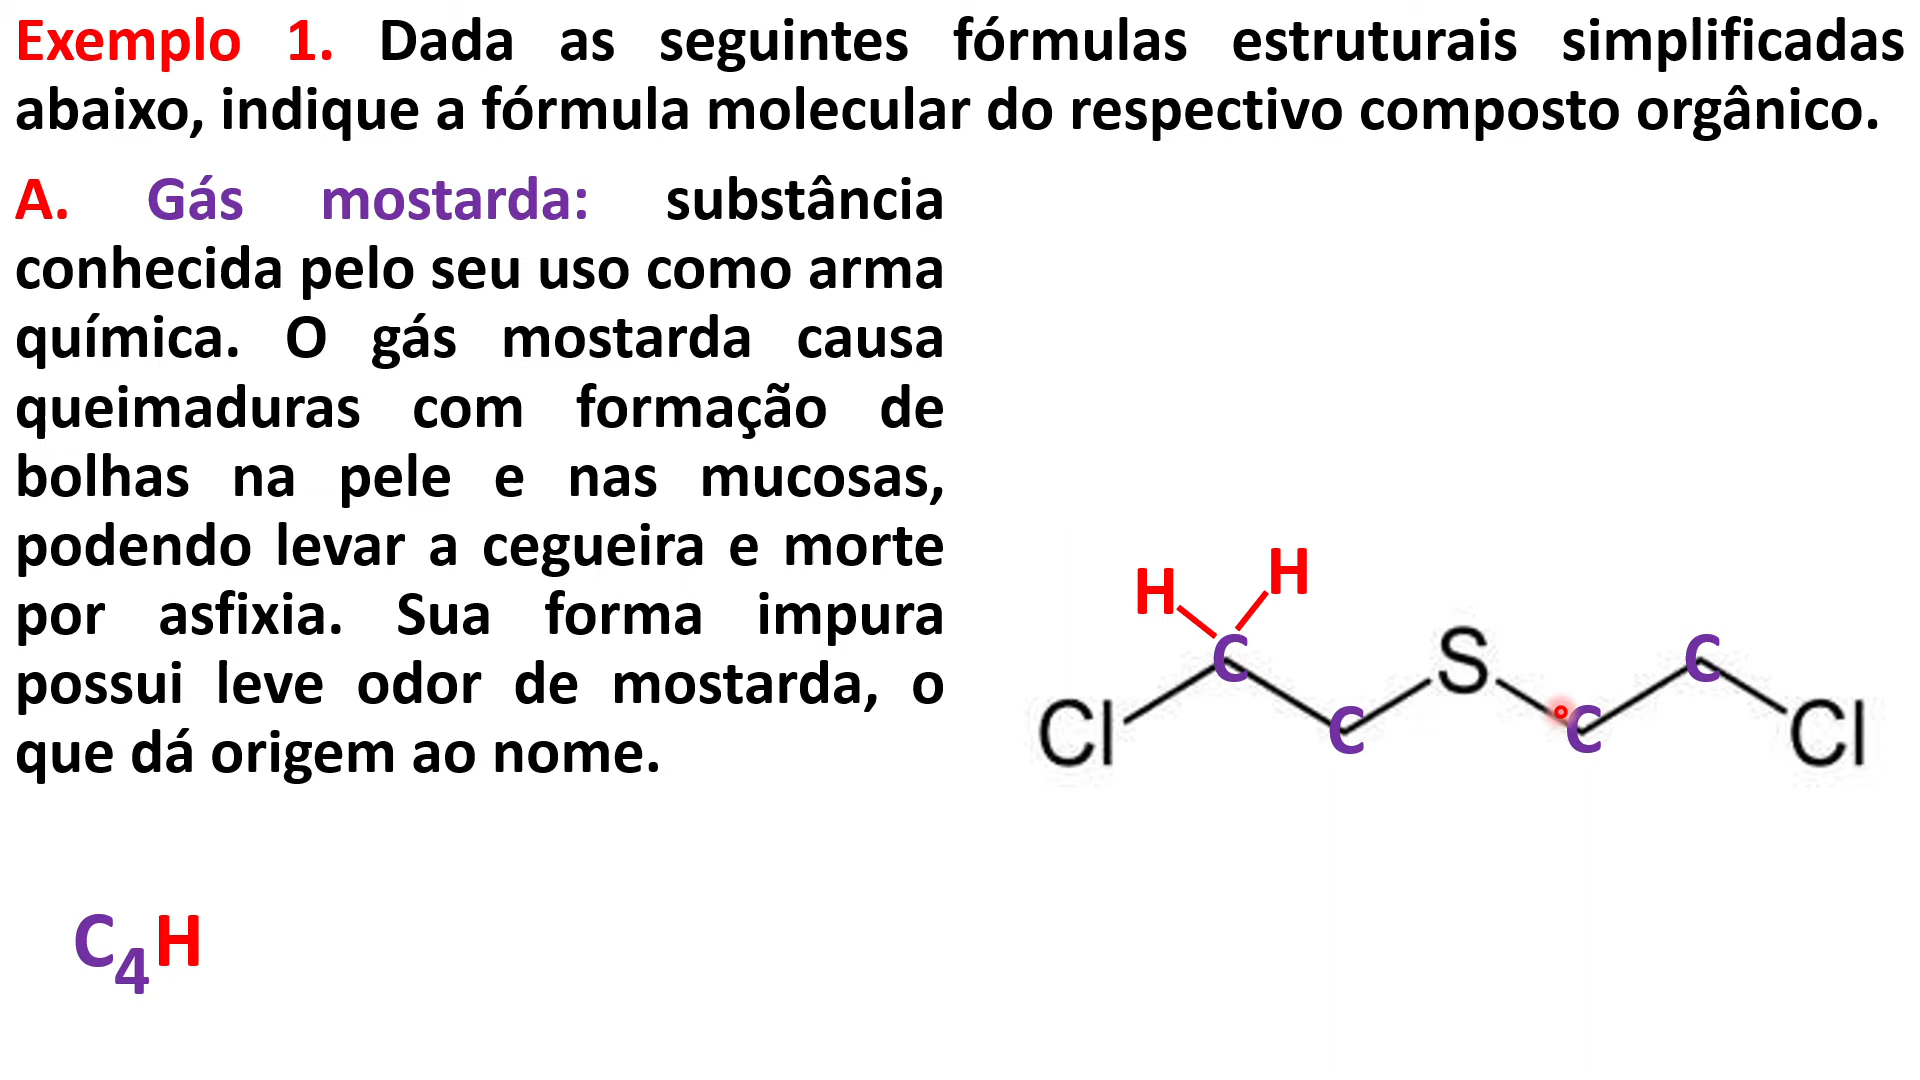 Exemplo 1. Dada as seguintes fórmulas estruturais simplificadas
abaixo, indique a fórmula molecular do respectivo composto orgânico.
A. Gás mostarda: substância
conhecida pelo seu uso como arma
química. O gás mostarda causa
queimaduras com formação de
bolhas na pele e nas mucosas,
podendo levar a cegueira e morte
por asfixia. Sua forma impura
possui leve odor de mostarda, o
que dá origem ao nome.
H H
C S C
Cl C C Cl
C₄H